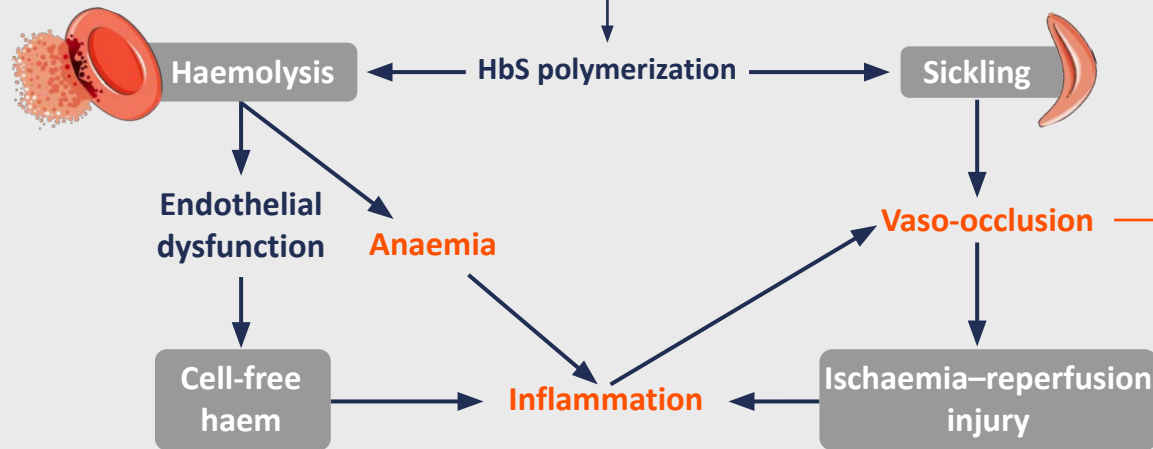 Haemolysis
HbS polymerization
Sickling
Endothelial
dysfunction
Anaemia
Vaso-occlusion
Cell-free
haem
Inflammation
Ischaemia–reperfusion
injury